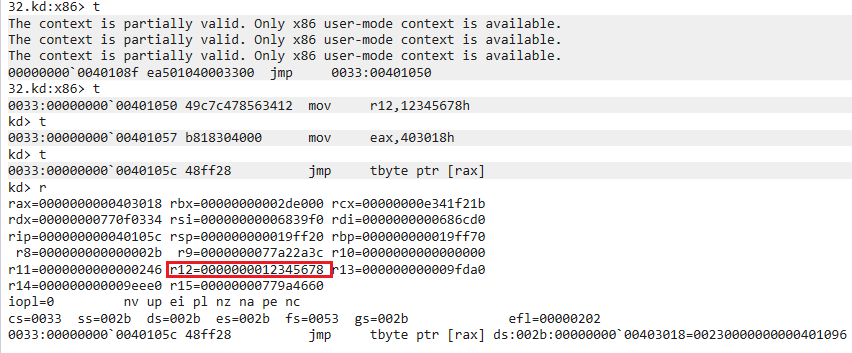 32.kd:x86> t
The context is partially valid. Only x86 user-mode context is available.
The context is partially valid. Only x86 user-mode context is available.
The context is partially valid. Only x86 user-mode context is available.
00000000`0040108f ea501040003300  jmp     0033:00401050
32.kd:x86> t
0033:00000000`00401050 49c7c478563412  mov     r12,12345678h
kd> t
0033:00000000`00401057 b818304000      mov     eax,403018h
kd> t
0033:00000000`0040105c 48ff28          jmp     tbyte ptr [rax]
kd> r
rax=0000000000403018 rbx=00000000002de000 rcx=00000000e341f21b
rdx=00000000770f0334 rsi=00000000006839f0 rdi=0000000000686cd0
rip=000000000040105c rsp=000000000019ff20 rbp=000000000019ff70
r8=000000000000002b  r9=0000000077a22a3c r10=0000000000000000
r11=0000000000000246 r12=0000000012345678 r13=000000000009fda0
r14=000000000009eee0 r15=00000000779a4660
iopl=0         nv up ei pl nz na pe nc
cs=0033  ss=002b  ds=002b  es=002b  fs=0053  gs=002b             efl=00000202
0033:00000000`0040105c 48ff28          jmp     tbyte ptr [rax] ds:002b:00000000`00403018=00230000000000401096